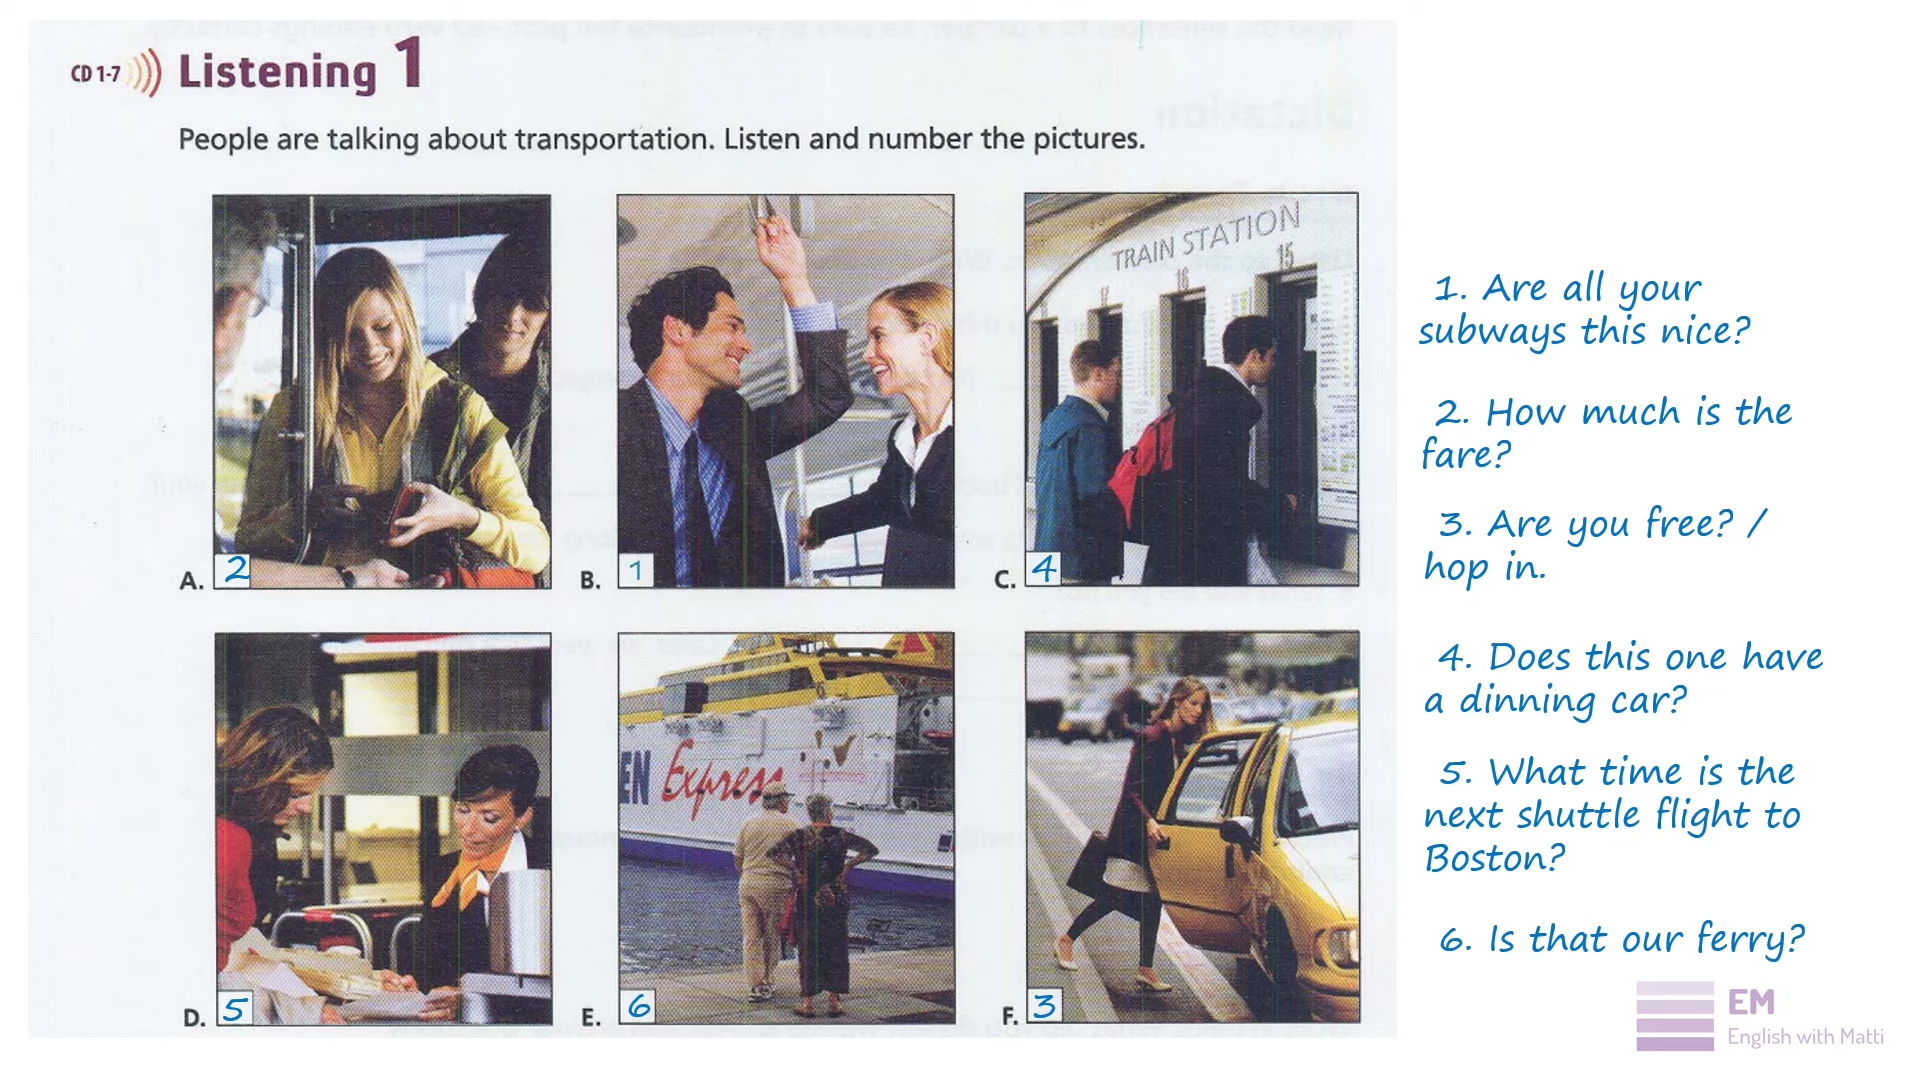 CD 1-7 Listening 1
People are talking about transportation. Listen and number the pictures.
TRAIN STATION
17 16 15
A. 2
B. 1
C. 4
EN Express
D. 5
E. 6
F. 3
1. Are all your
subways this nice?
2. How much is the
fare?
3. Are you free? /
hop in.
4. Does this one have
a dinning car?
5. What time is the
next shuttle flight to
Boston?
6. Is that our ferry?
EM
English with Matti